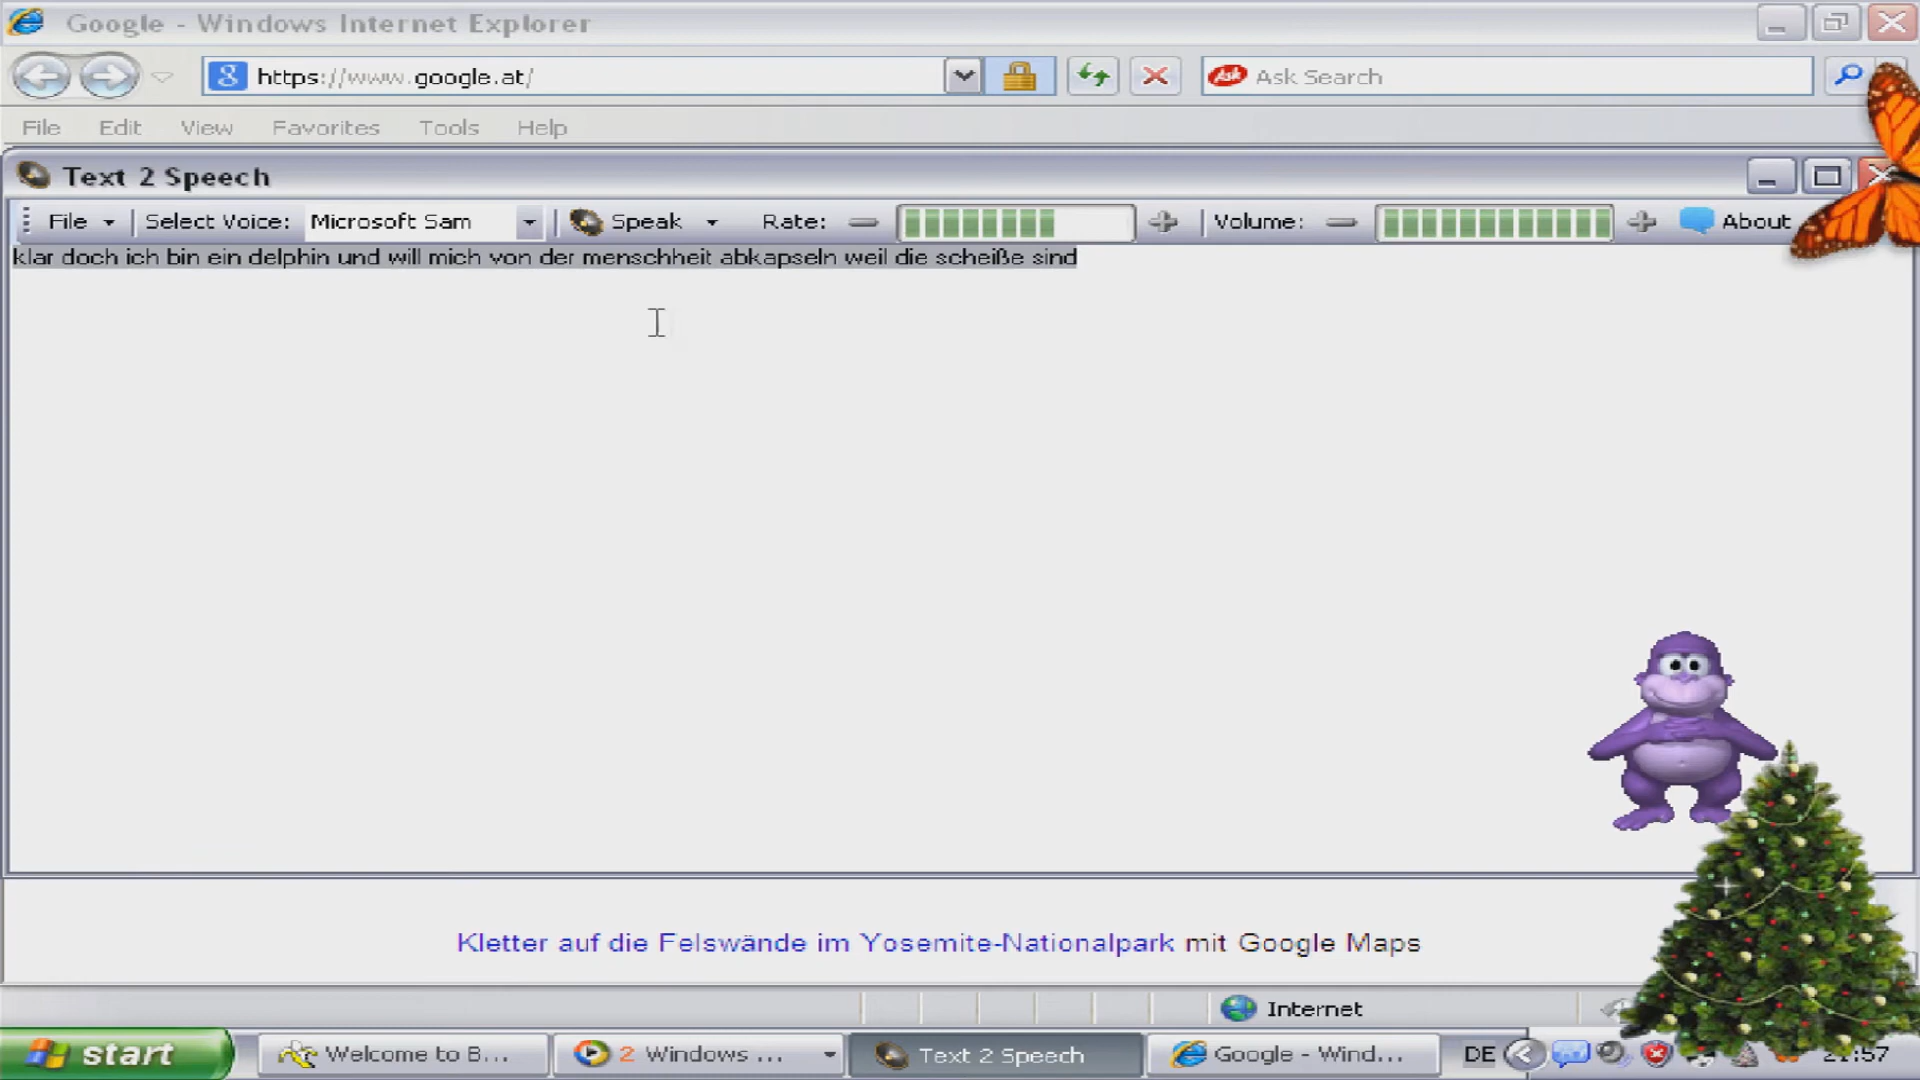 Google - Windows Internet Explorer
https://www.google.at/
Ask
Ask Search
File Edit View Favorites Tools Help
Text 2 Speech
File Select Voice: Microsoft Sam Speak Rate: Volume: About
klar doch ich bin ein delphin und will mich von der menschheit abkapseln weil die scheiße sind
Kletter auf die Felswände im Yosemite-Nationalpark mit Google Maps
Internet
start Welcome to B... 2 Windows ... Text 2 Speech Google - Wind... DE 21:57